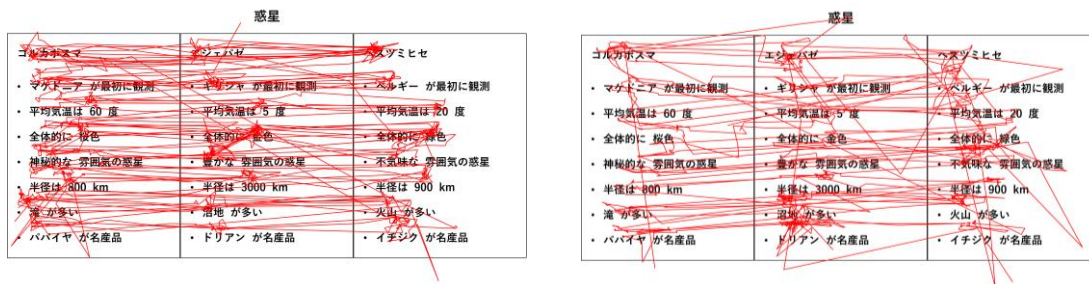 惑星
コルカポスマ エジェパゼ ヘスツミヒセ
• マケドニア が最初に観測 • ギリシャ が最初に観測 • ベルギー が最初に観測
• 平均気温は 60 度 • 平均気温は 5 度 • 平均気温は 20 度
• 全体的に 桜色 • 全体的に 金色 • 全体的に 緑色
• 神秘的な 雰囲気の惑星 • 豊かな 雰囲気の惑星 • 不気味な 雰囲気の惑星
• 半径は 800 km • 半径は 3000 km • 半径は 900 km
• 滝 が多い • 沼地 が多い • 火山 が多い
• パパイヤ が名産品 • ドリアン が名産品 • イチジク が名産品
惑星
コルカポスマ エジェパゼ ヘスツミヒセ
• マケドニア が最初に観測 • ギリシャ が最初に観測 • ベルギー が最初に観測
• 平均気温は 60 度 • 平均気温は 5 度 • 平均気温は 20 度
• 全体的に 桜色 • 全体的に 金色 • 全体的に 緑色
• 神秘的な 雰囲気の惑星 • 豊かな 雰囲気の惑星 • 不気味な 雰囲気の惑星
• 半径は 800 km • 半径は 3000 km • 半径は 900 km
• 滝 が多い • 沼地 が多い • 火山 が多い
• パパイヤ が名産品 • ドリアン が名産品 • イチジク が名産品